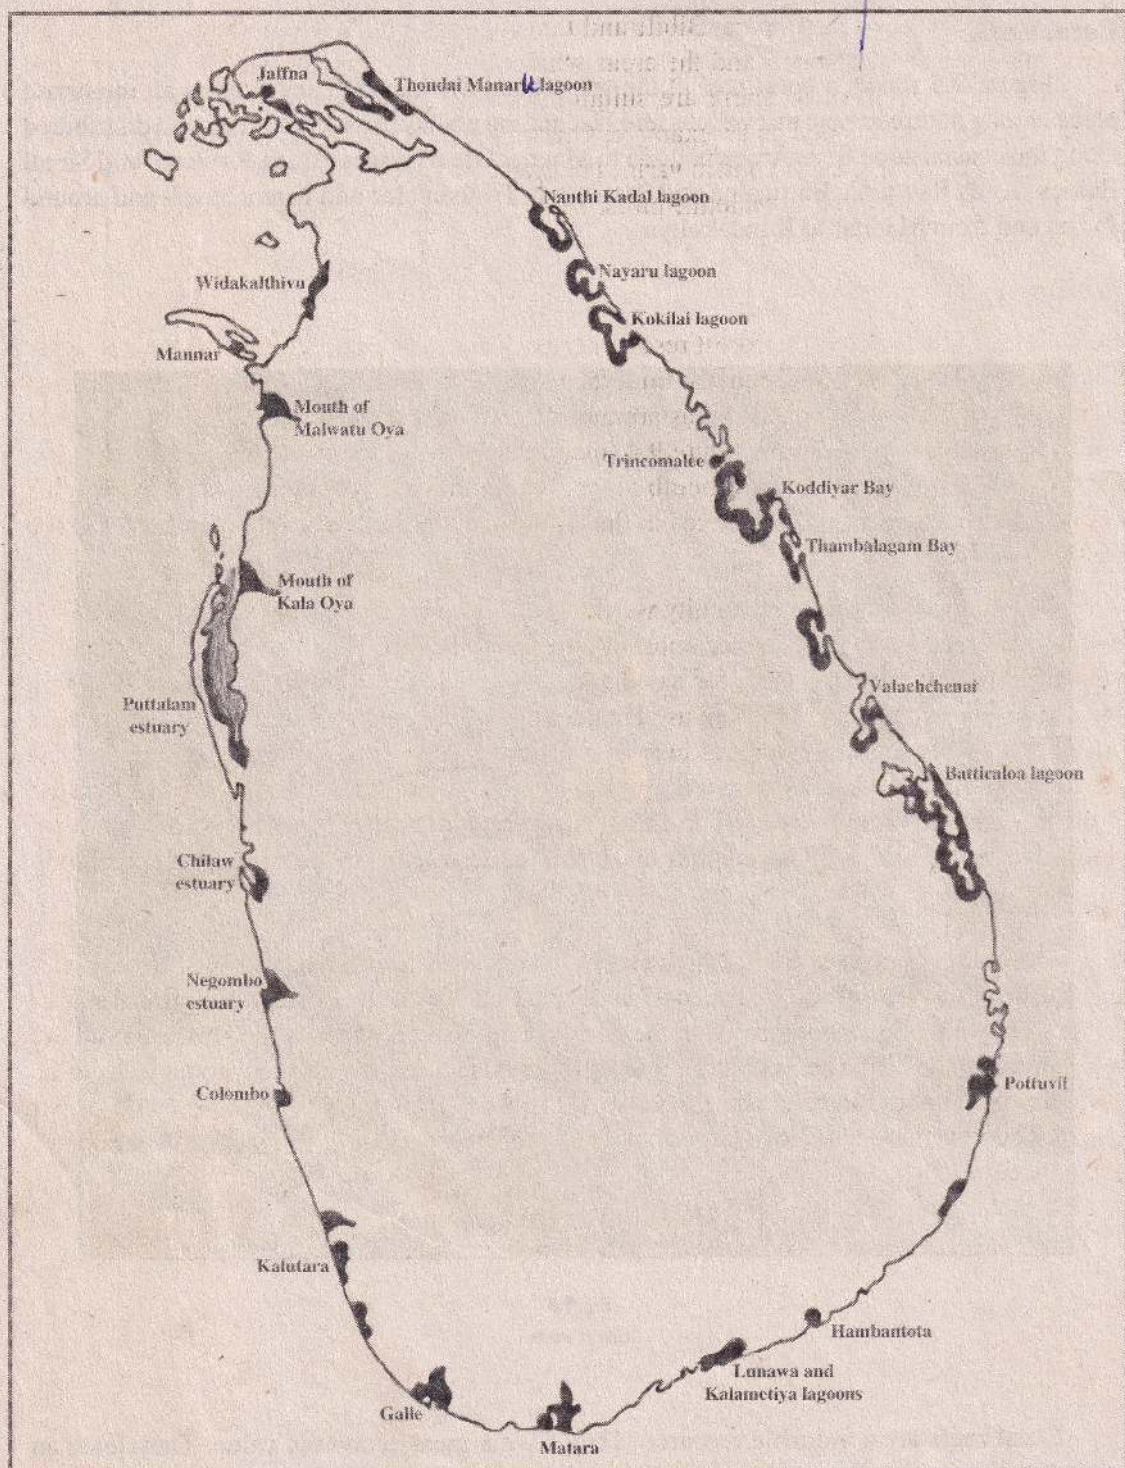 Jaffna
Thondai Manaru lagoon
Nanthi Kadal lagoon
Nayaru lagoon
Widakalthivu
Kokilai lagoon
Mannar
Mouth of
Malwatu Oya
Trincomalee
Koddiyar Bay
Thambalagam Bay
Mouth of
Kala Oya
Valachchenai
Puttalam
estuary
Batticaloa lagoon
Chilaw
estuary
Negombo
estuary
Pottuvil
Colombo
Kalutara
Hambantota
Lunawa and
Kalametiya lagoons
Galle
Matara